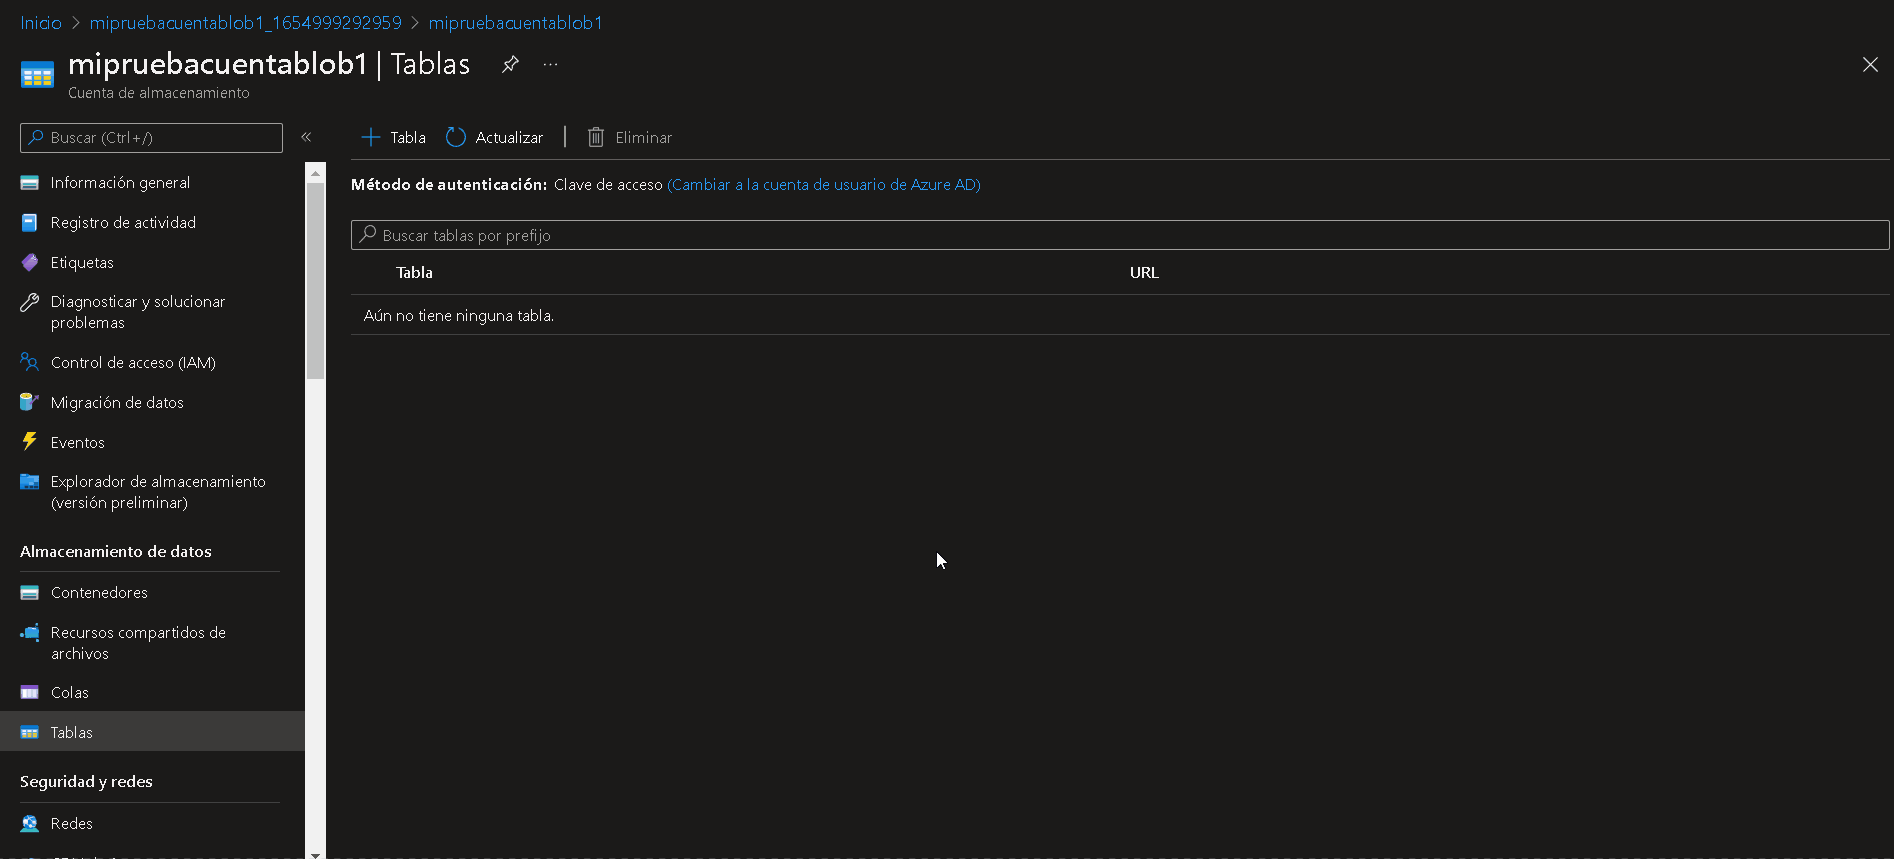 Inicio > mipruebacuentablob1_1654999292959 > mipruebacuentablob1
mipruebacuentablob1 | Tablas ...
Cuenta de almacenamiento
Buscar (Ctrl+/) «
Información general
Registro de actividad
Etiquetas
Diagnosticar y solucionar
problemas
Control de acceso (IAM)
Migración de datos
Eventos
Explorador de almacenamiento
(versión preliminar)
Almacenamiento de datos
Contenedores
Recursos compartidos de
archivos
Colas
Tablas
Seguridad y redes
Redes
Tabla Actualizar | Eliminar
Método de autenticación: Clave de acceso (Cambiar a la cuenta de usuario de Azure AD)
Buscar tablas por prefijo
Tabla URL
Aún no tiene ninguna tabla.